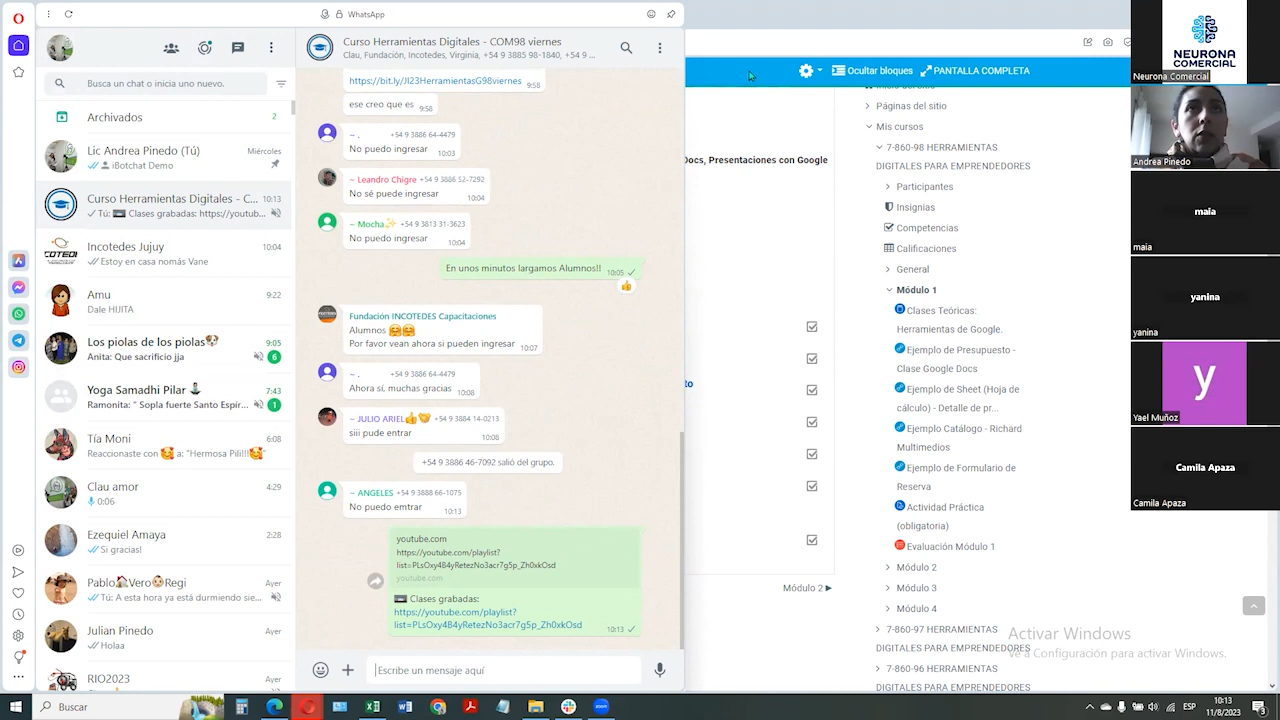 WhatsApp
Curso Herramientas Digitales - COM98 viernes
Clau, Fundación, Incotedes, Virginia, +54 9 3885 98-1840, +54 9 ...
Busca un chat o inicia uno nuevo.
Archivados
2
Lic Andrea Pinedo (Tú)
Miércoles
iBotchat Demo
Curso Herramientas Digitales - C...
10:13
Tú: Clases grabadas: https://youtub...
Incotedes Jujuy
10:04
Estoy en casa nomás Vane
Amu
9:22
Dale HIJITA
Los piolas de los piolas
9:05
Anita: Que sacrificio jja
6
Yoga Samadhi Pilar
7:43
Ramonita: " Sopla fuerte Santo Espír...
1
Tía Moni
6:08
Reaccionaste con a: "Hermosa Pili!!!
Clau amor
4:29
0:06
Ezequiel Amaya
2:28
Si gracias!
Pablo Vero Regi
Ayer
Tú: A esta hora ya está durmiendo sie...
Julian Pinedo
Ayer
Holaa
RIO2023
Ayer
https://bit.ly/JI23HerramientasG98viernes
9:58
ese creo que es
9:58
~ . +54 9 3886 64-4479
No puedo ingresar
10:03
~ Leandro Chigre +54 9 3886 52-7292
No sé puede ingresar
10:04
~ Mocha +54 9 3813 31-3623
No puedo ingresar
10:04
En unos minutos largamos Alumnos!!
10:05
Fundación INCOTEDES Capacitaciones
Alumnos
Por favor vean ahora si pueden ingresar
10:07
~ . +54 9 3886 64-4479
Ahora sí, muchas gracias
10:08
~ JULIO ARIEL +54 9 3884 14-0213
siii pude entrar
10:08
+54 9 3886 46-7092 salió del grupo.
~ ANGELES +54 9 3888 66-1075
No puedo emtrar
10:13
youtube.com
https://youtube.com/playlist?
list=PLsOxy4B4yRetezNo3acr7g5p_Zh0xkOsd
youtube.com
Clases grabadas:
https://youtube.com/playlist?
list=PLsOxy4B4yRetezNo3acr7g5p_Zh0xkOsd
10:13
Escribe un mensaje aquí
Ocultar bloques
PANTALLA COMPLETA
Docs, Presentaciones con Google
Módulo 2 ▶
Páginas del sitio
Mis cursos
7-860-98 HERRAMIENTAS
DIGITALES PARA EMPRENDEDORES
Participantes
Insignias
Competencias
Calificaciones
General
Módulo 1
Clases Teóricas:
Herramientas de Google.
Ejemplo de Presupuesto -
Clase Google Docs
Ejemplo de Sheet (Hoja de
cálculo) - Detalle de pr...
Ejemplo Catálogo - Richard
Multimedios
Ejemplo de Formulario de
Reserva
Actividad Práctica
(obligatoria)
Evaluación Módulo 1
Módulo 2
Módulo 3
Módulo 4
7-860-97 HERRAMIENTAS
DIGITALES PARA EMPRENDEDORES
7-860-96 HERRAMIENTAS
DIGITALES PARA EMPRENDEDORES
Activar Windows
Ve a Configuración para activar Windows.
NEURONA
COMERCIAL
Neurona Comercial
Andrea Pinedo
maia
maia
yanina
yanina
y
Yael Muñoz
Camila Apaza
Camila Apaza
Buscar
zoom
10:13